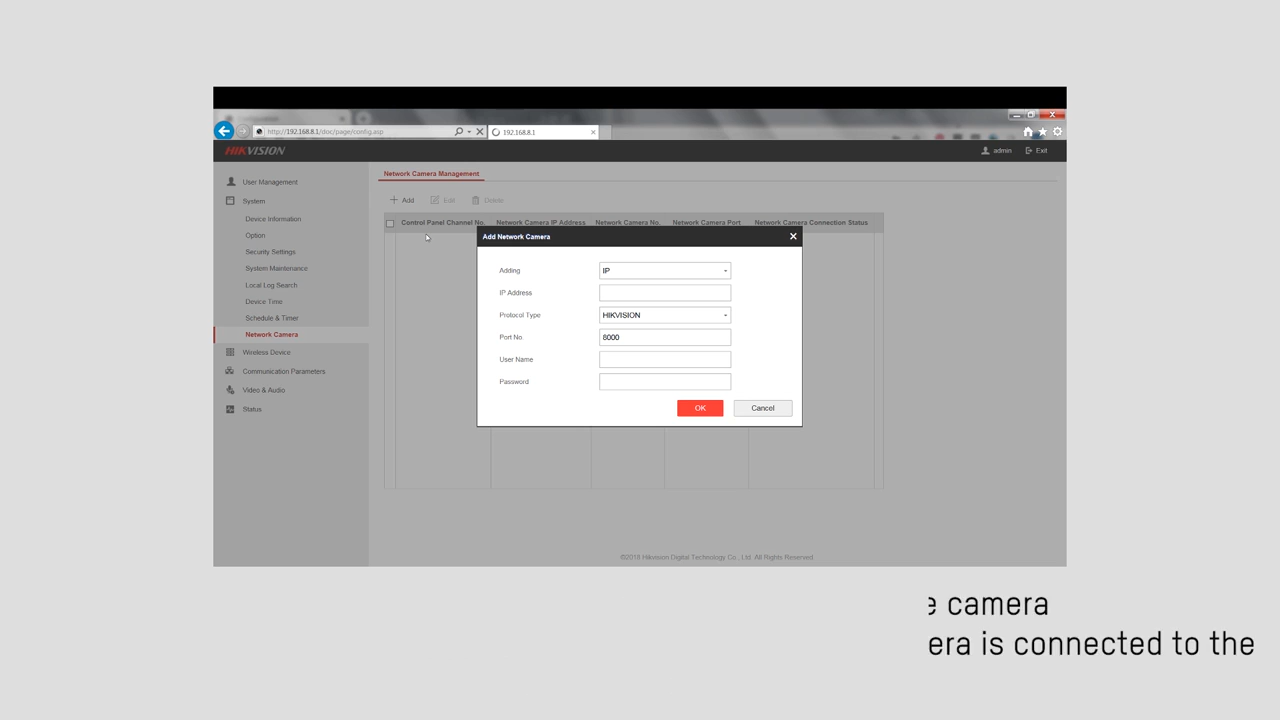 http://192.168.8.1/doc/page/config.asp
192.168.8.1
HIKVISION
admin
Exit
User Management
System
Device Information
Option
Security Settings
System Maintenance
Local Log Search
Device Time
Schedule & Timer
Network Camera
Wireless Device
Communication Parameters
Video & Audio
Status
Network Camera Management
Add
Edit
Delete
Control Panel Channel No.
Network Camera IP Address
Network Camera No.
Network Camera Port
Network Camera Connection Status
Add Network Camera
Adding
IP
IP Address
Protocol Type
HIKVISION
Port No
8000
User Name
Password
OK
Cancel
©2018 Hikvision Digital Technology Co., Ltd. All Rights Reserved.
e camera
era is connected to the